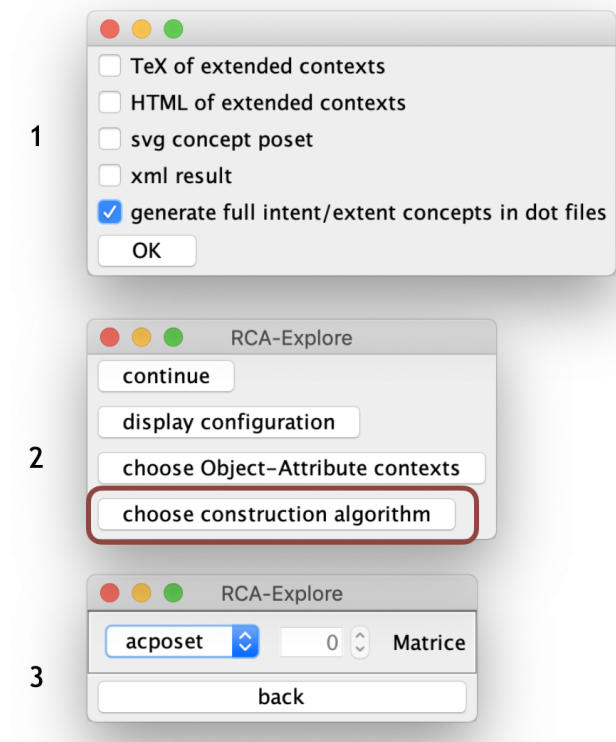 1
TeX of extended contexts
HTML of extended contexts
svg concept poset
xml result
generate full intent/extent concepts in dot files
OK
2
RCA-Explore
continue
display configuration
choose Object-Attribute contexts
choose construction algorithm
3
RCA-Explore
acposet 0 Matrice
back